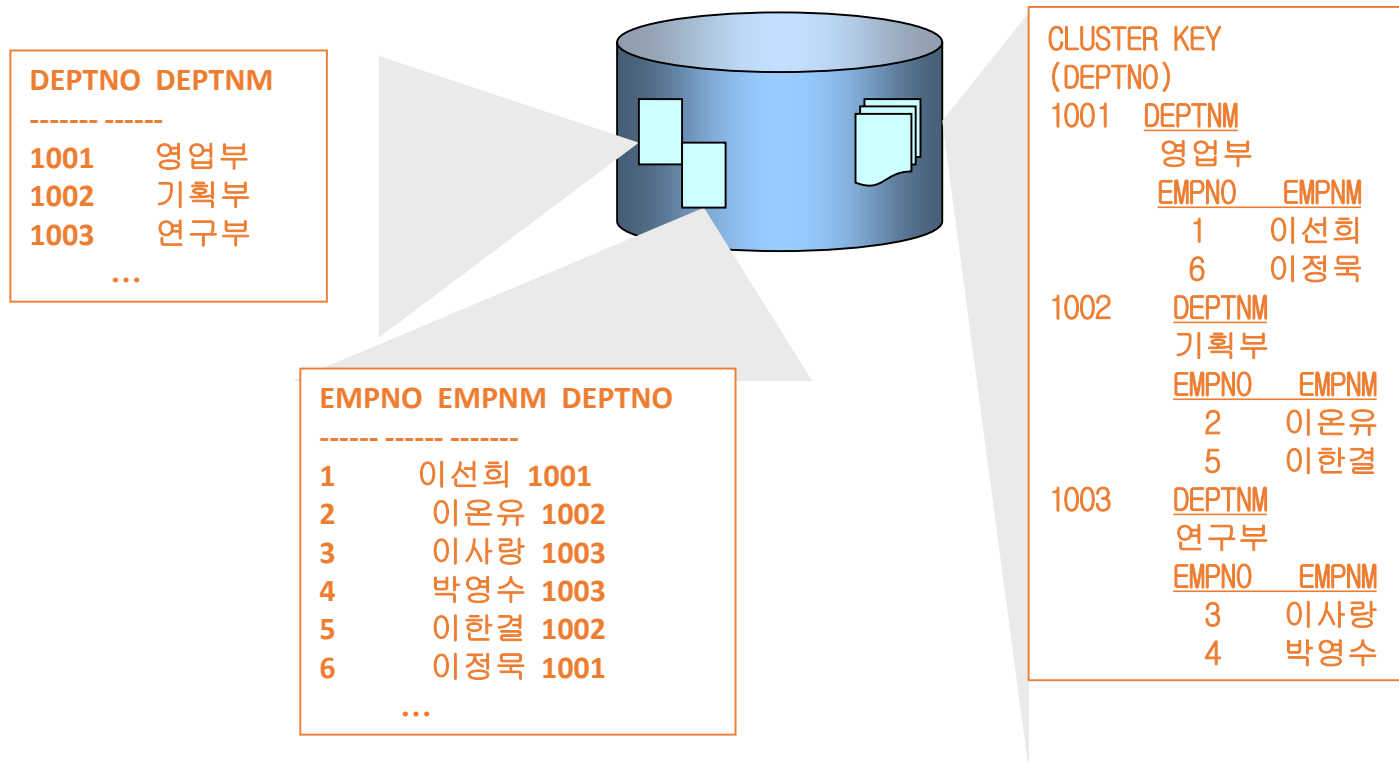 DEPTNO DEPTNM
------- ------
1001 영업부
1002 기획부
1003 연구부
...
EMPNO EMPNM DEPTNO
------ ------ -------
1 이선희 1001
2 이온유 1002
3 이사랑 1003
4 박영수 1003
5 이한결 1002
6 이정묵 1001
...
CLUSTER KEY
(DEPTNO)
1001 DEPTNM
영업부
EMPNO EMPNM
1 이선희
6 이정묵
1002 DEPTNM
기획부
EMPNO EMPNM
2 이온유
5 이한결
1003 DEPTNM
연구부
EMPNO EMPNM
3 이사랑
4 박영수